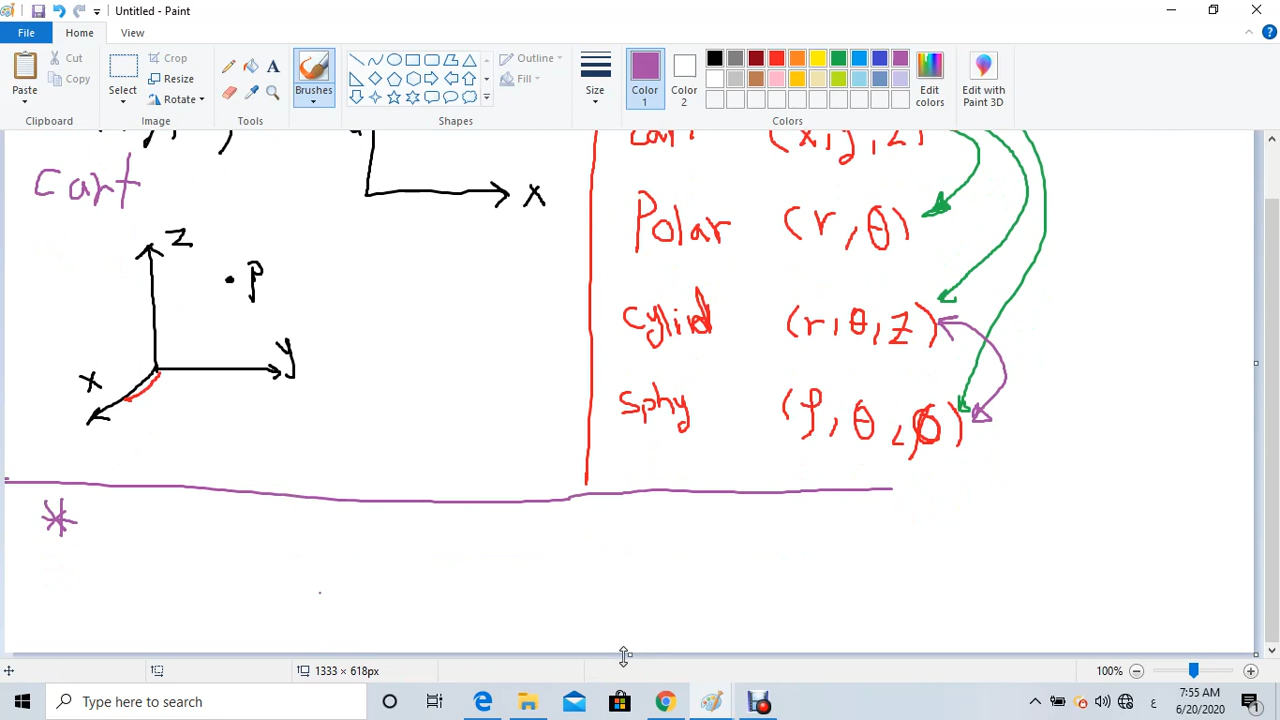 Untitled - Paint
File Home View
Paste
Cut
Copy
Clipboard
Select
Crop
Resize
Rotate
Image
A
Tools
Brushes
Shapes
Outline
Fill
Size
Color 1
Color 2
Edit colors
Edit with Paint 3D
Colors
Cart
X
Cart (x, y, z)
Polar (r, θ)
Z
P
y
x
cylind (r, θ, z)
sphy (ρ, θ, Ø)
*
1333 × 618px
100%
Type here to search
7:55 AM
6/20/2020
ع
1